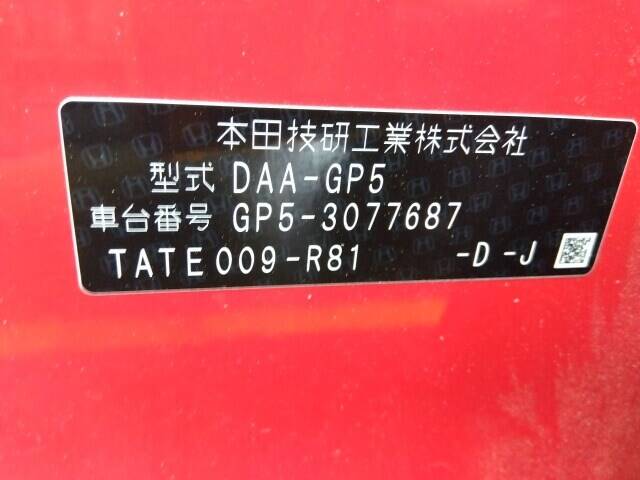 本田技研工業株式会社
型式 DAA-GP5
車台番号 GP5-3077687
TATE009-R81 -D -J